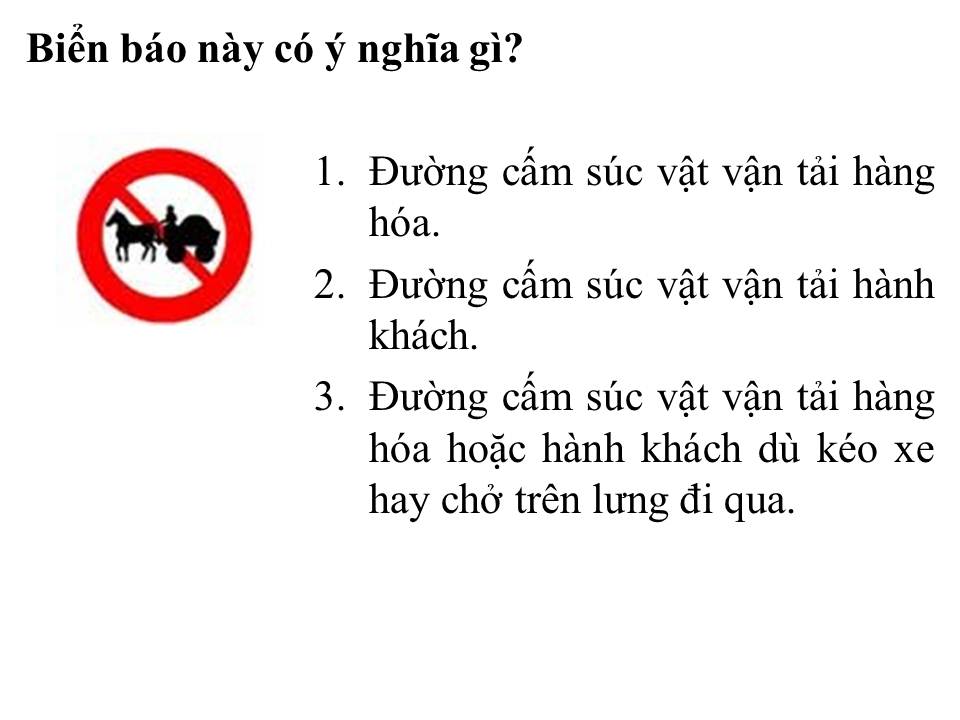 Biển báo này có ý nghĩa gì?
1. Đường cấm súc vật vận tải hàng
hóa.
2. Đường cấm súc vật vận tải hành
khách.
3. Đường cấm súc vật vận tải hàng
hóa hoặc hành khách dù kéo xe
hay chở trên lưng đi qua.